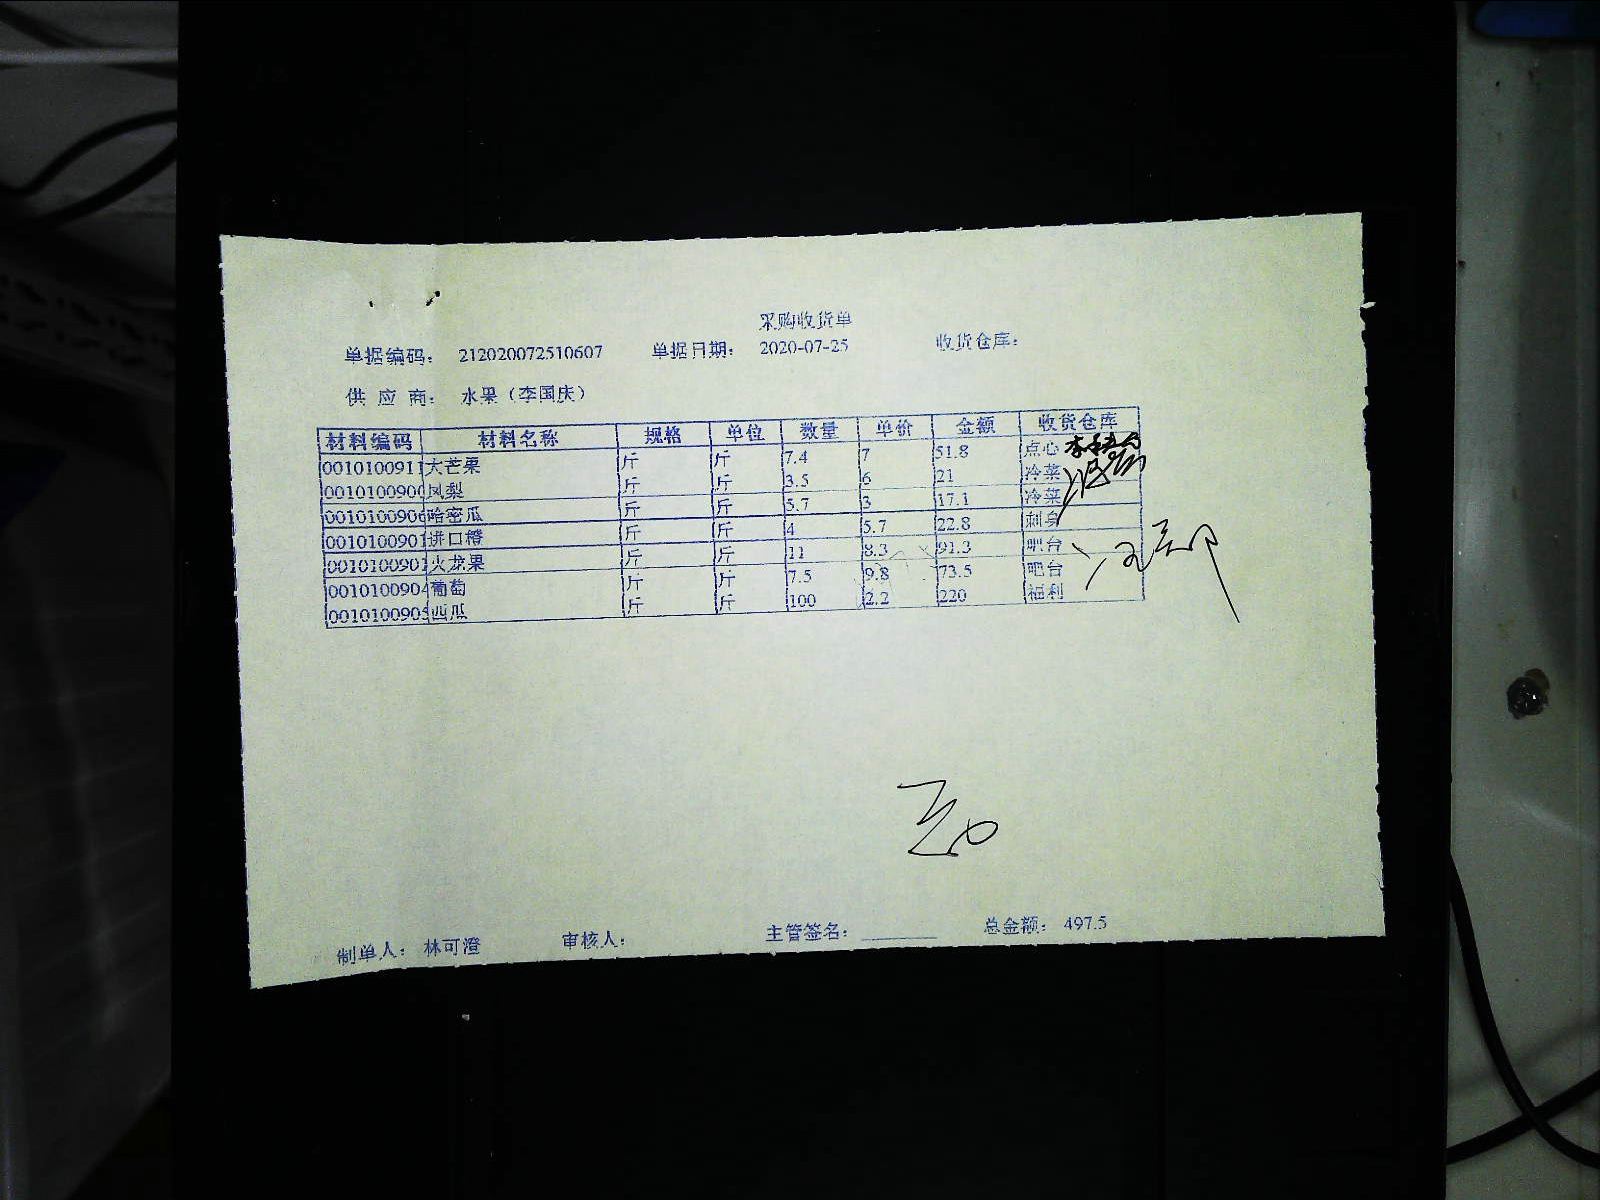 采购收货单
单据编码： 212020072510607 单据日期： 2020-07-25 收货仓库：
供 应 商： 水果（李国庆）
材料编码 材料名称 规格 单位 数量 单价 金额 收货仓库
0010100911 大芒果 斤 斤 7.4 7 51.8 点心
001010090 凤梨 斤 斤 3.5 6 21 冷菜
001010090 哈密瓜 斤 斤 5.7 3 17.1 冷菜
001010090 进口橙 斤 斤 4 5.7 22.8 刺身
001010090 火龙果 斤 斤 11 8.3 91.3 吧台
001010090 葡萄 斤 斤 7.5 9.8 73.5 吧台
001010090 西瓜 斤 斤 100 2.2 220 福利
制单人： 林可澄 审核人： 主管签名： 总金额： 497.5